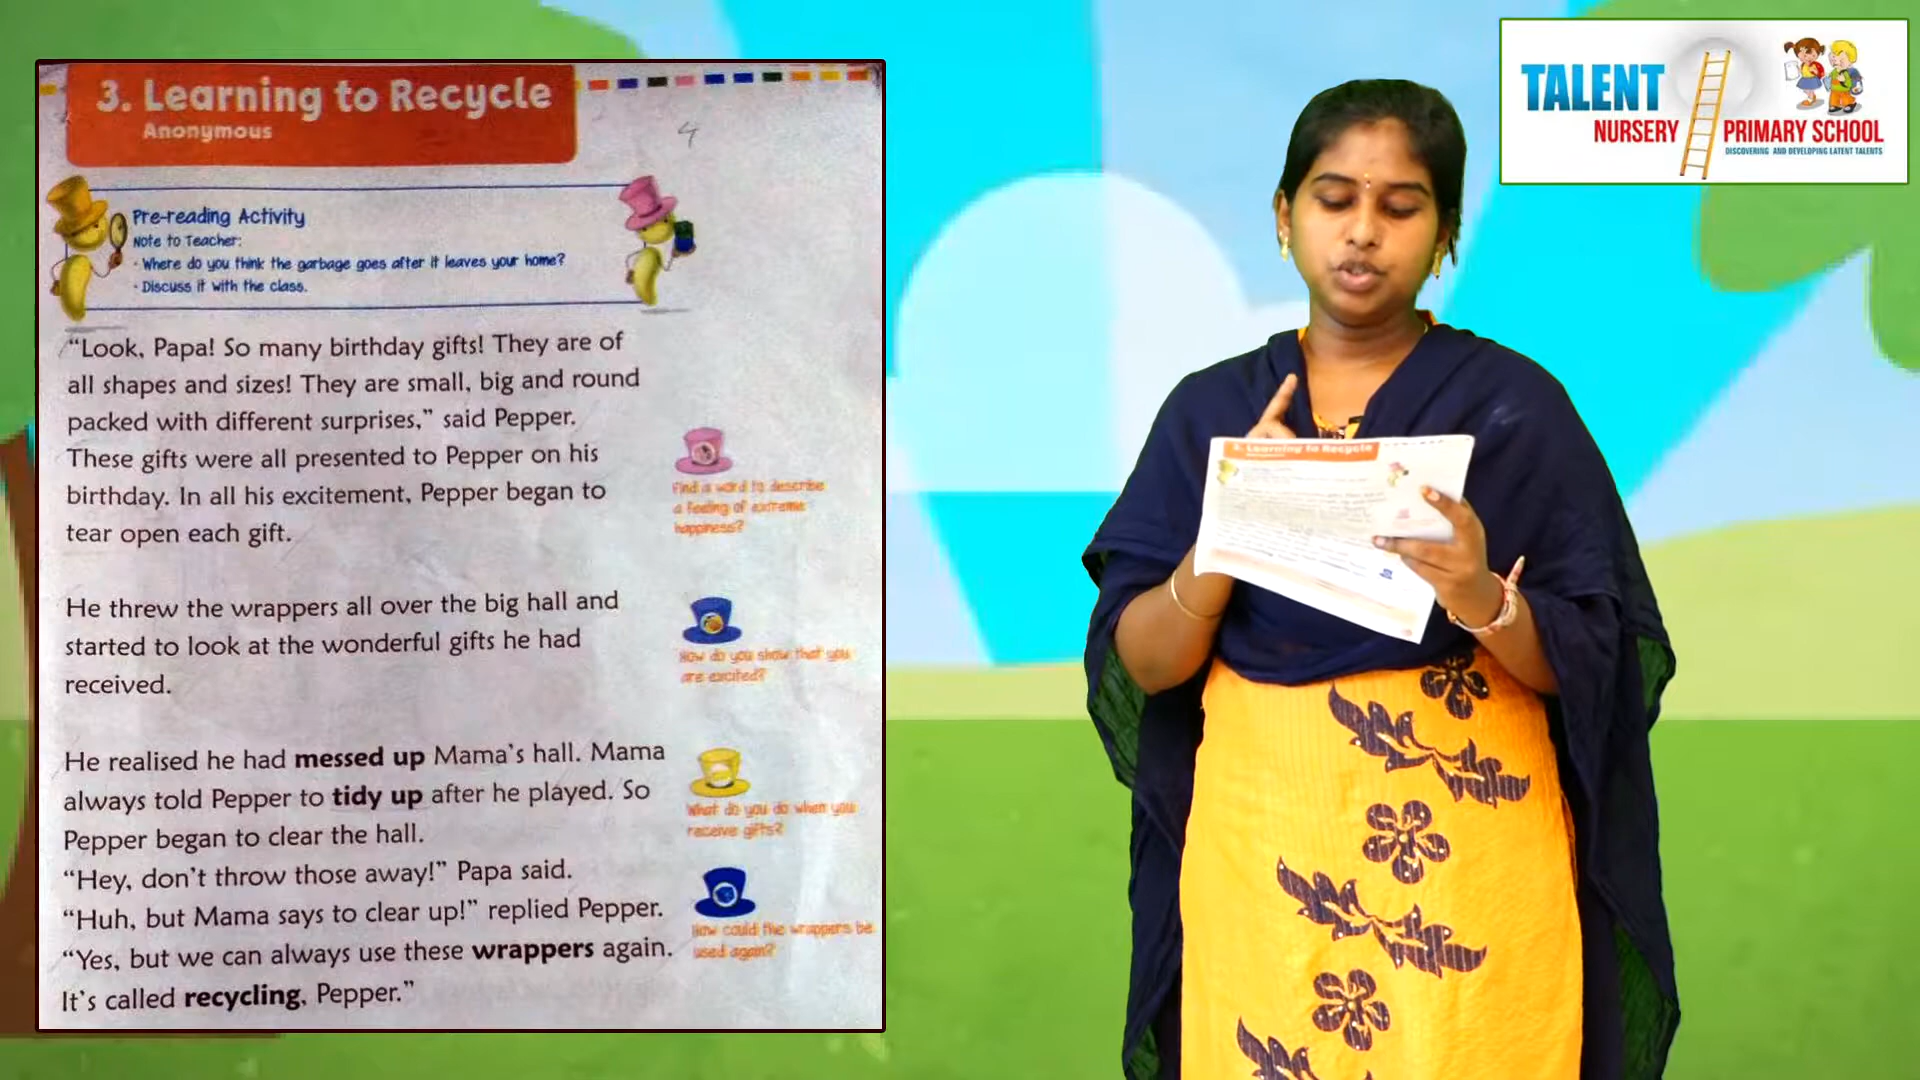 3. Learning to Recycle
Anonymous
4
Pre-reading Activity
Note to Teacher:
· Where do you think the garbage goes after it leaves your home?
· Discuss it with the class.
“Look, Papa! So many birthday gifts! They are of
all shapes and sizes! They are small, big and round
packed with different surprises,” said Pepper.
These gifts were all presented to Pepper on his
birthday. In all his excitement, Pepper began to
tear open each gift.
Find a word to describe
a feeling of extreme
happiness?
He threw the wrappers all over the big hall and
started to look at the wonderful gifts he had
received.
How do you show that you
are excited?
He realised he had messed up Mama’s hall. Mama
always told Pepper to tidy up after he played. So
Pepper began to clear the hall.
What do you do when you
receive gifts?
“Hey, don’t throw those away!” Papa said.
“Huh, but Mama says to clear up!” replied Pepper.
“Yes, but we can always use these wrappers again.
It’s called recycling, Pepper.”
How could the wrappers be
used again?
TALENT
NURSERY PRIMARY SCHOOL
DISCOVERING AND DEVELOPING LATENT TALENTS
3. Learning to Recycle